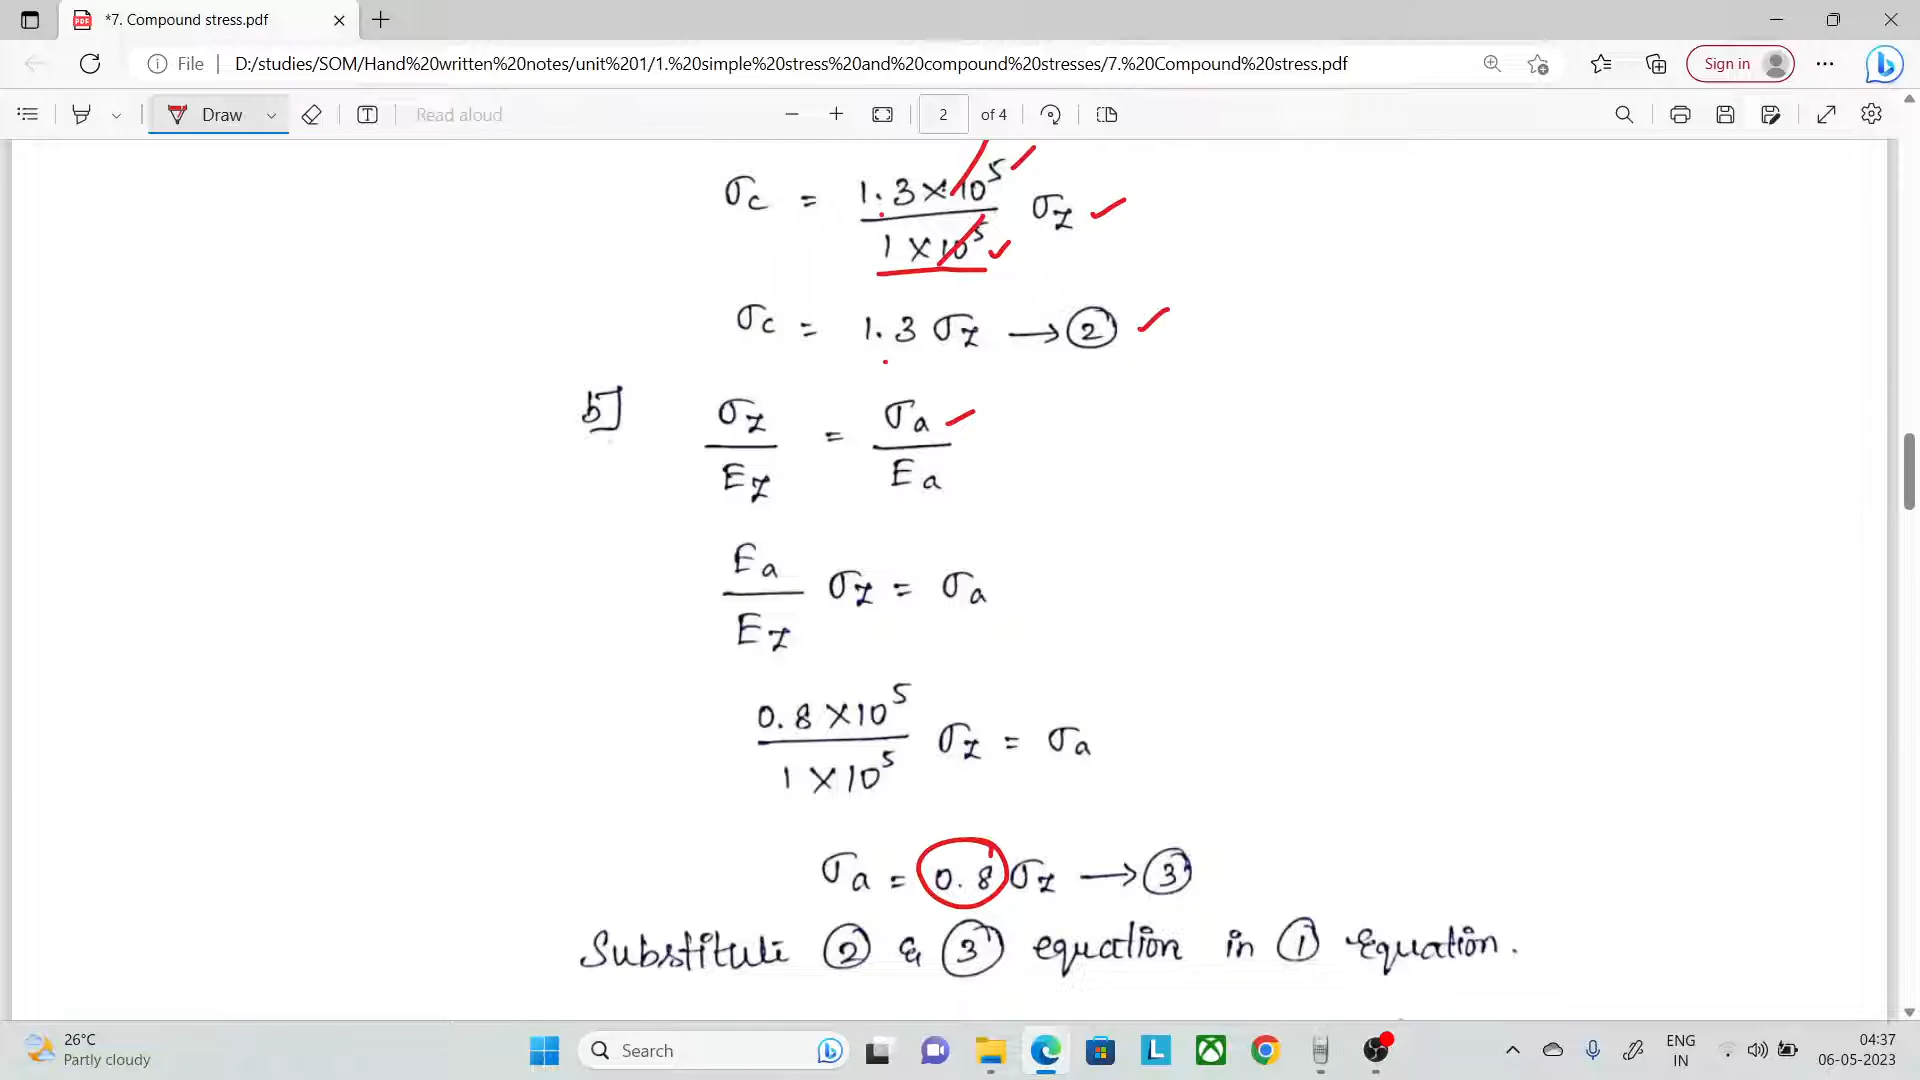 *7. Compound stress.pdf
File | D:/studies/SOM/Hand%20written%20notes/unit%201/1.%20simple%20stress%20and%20compound%20stresses/7.%20Compound%20stress.pdf
Sign in
Draw
Read aloud
2 of 4
σc = 1.3×10⁵ / 1×10⁵ σz
σc = 1.3 σz → ②
b] σz / Ez = σa / Ea
Ea / Ez σz = σa
0.8×10⁵ / 1×10⁵ σz = σa
σa = 0.8 σz → ③
Substitute ② & ③ equation in ① equation.
26°C
Partly cloudy
Search
ENG
IN
04:37
06-05-2023